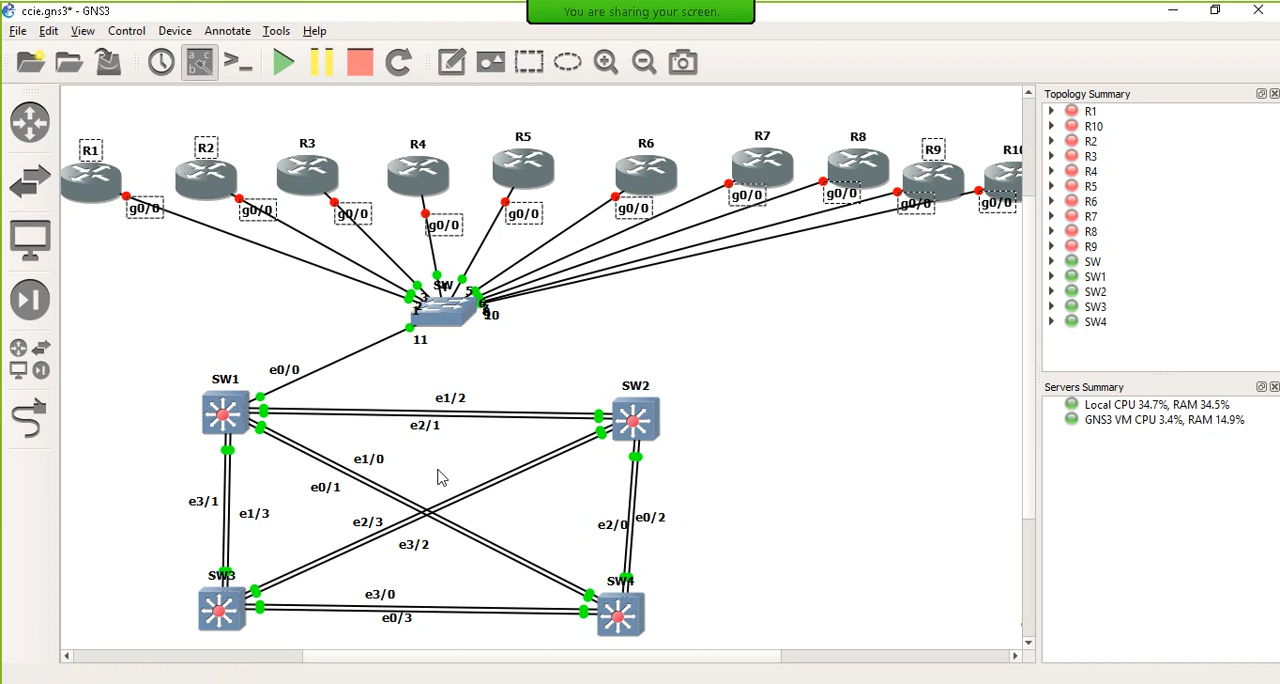 ccie.gns3* - GNS3
You are sharing your screen.
File Edit View Control Device Annotate Tools Help
Topology Summary
R1
R10
R2
R3
R4
R5
R6
R7
R8
R9
SW
SW1
SW2
SW3
SW4
Servers Summary
Local CPU 34.7%, RAM 34.5%
GNS3 VM CPU 3.4%, RAM 14.9%
R1 R2 R3 R4 R5 R6 R7 R8 R9 R10
g0/0 g0/0 g0/0 g0/0 g0/0 g0/0 g0/0 g0/0 g0/0 g0/0
SW
1 3 5 10
11
e0/0
SW1 SW2
e1/2
e2/1
e1/0
e0/1
e3/1 e1/3
e2/3
e3/2
e2/0 e0/2
SW3 SW4
e3/0
e0/3